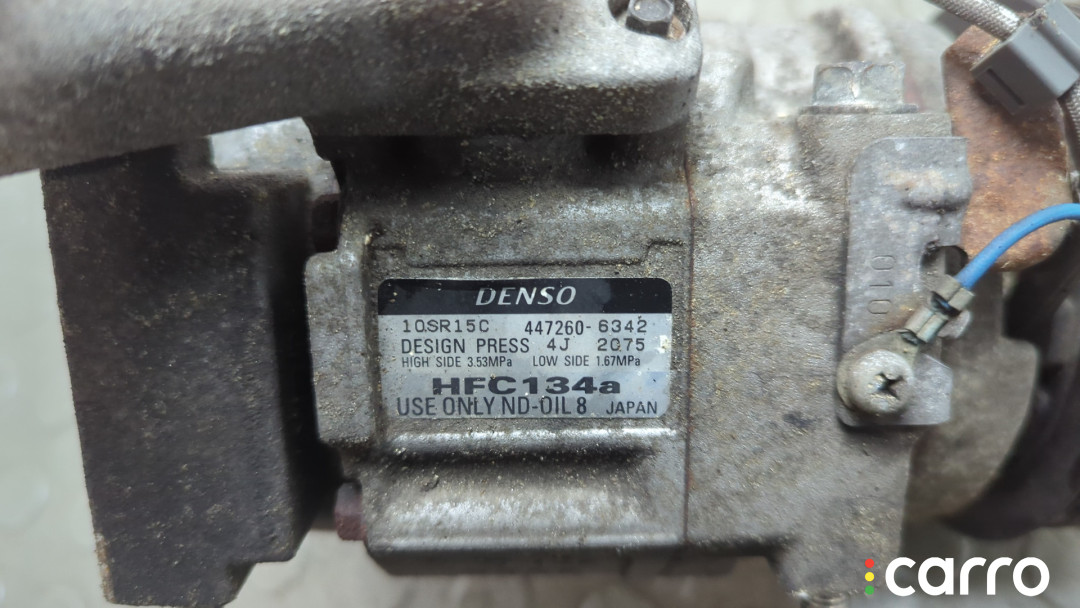 DENSO
10SR15C 447260-6342
DESIGN PRESS 4J 2C75
HIGH SIDE 3.53MPa LOW SIDE 1.67MPa
HFC134a
USE ONLY ND-OIL 8 JAPAN
010
carro